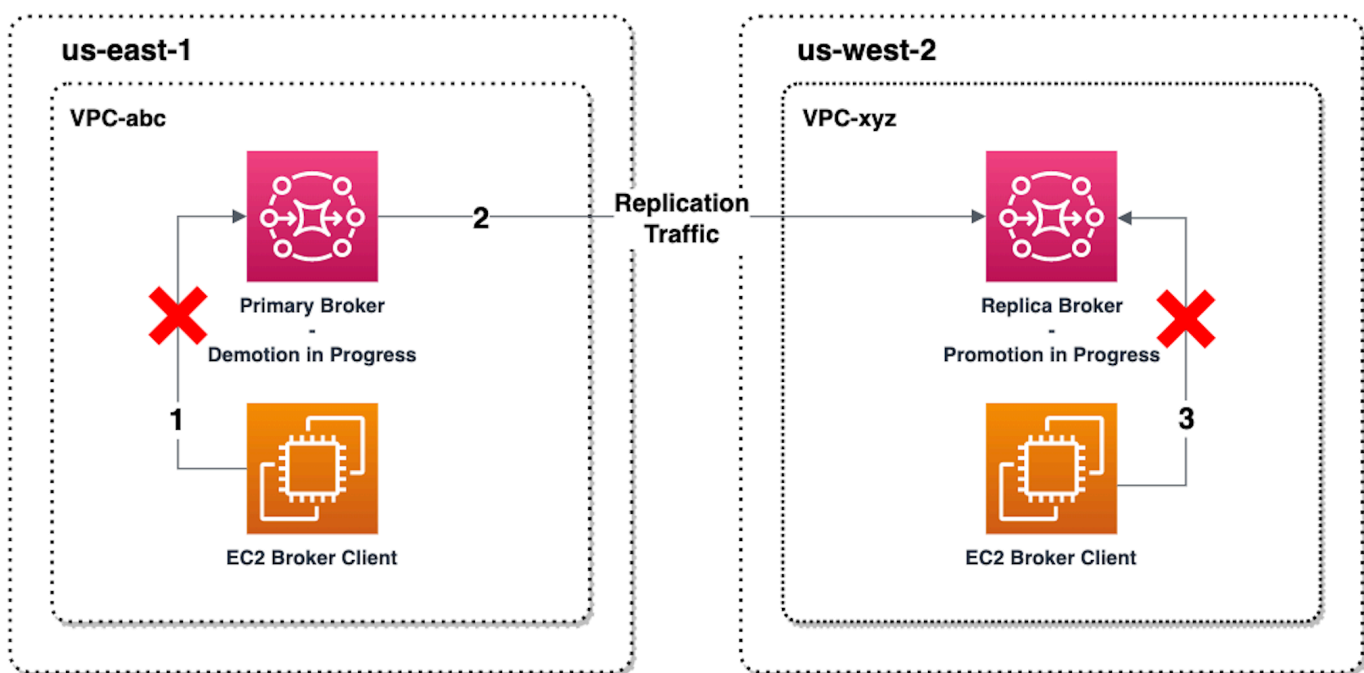 us-east-1
VPC-abc
Primary Broker
-
Demotion in Progress
1
EC2 Broker Client
2
Replication
Traffic
us-west-2
VPC-xyz
Replica Broker
-
Promotion in Progress
3
EC2 Broker Client